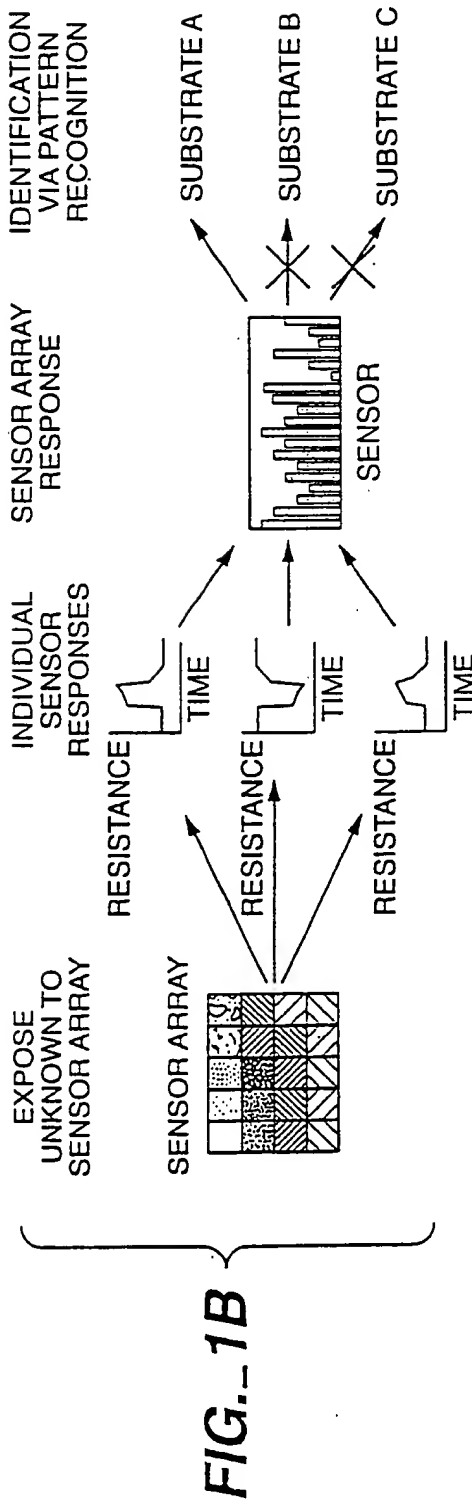 EXPOSE
UNKNOWN TO
SENSOR ARRAY
SENSOR ARRAY
INDIVIDUAL
SENSOR
RESPONSES
RESISTANCE
TIME
RESISTANCE
TIME
RESISTANCE
TIME
SENSOR ARRAY
RESPONSE
SENSOR
IDENTIFICATION
VIA PATTERN
RECOGNITION
SUBSTRATE A
SUBSTRATE B
SUBSTRATE C
FIG._1B